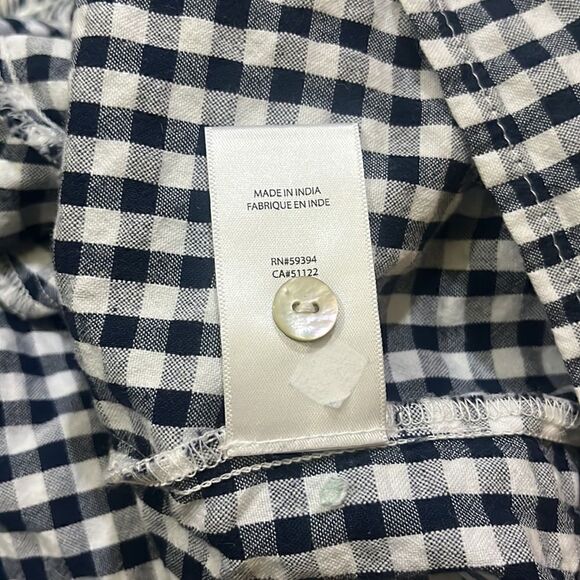 MADE IN INDIA
FABRIQUE EN INDE
RN#59394
CA#51122